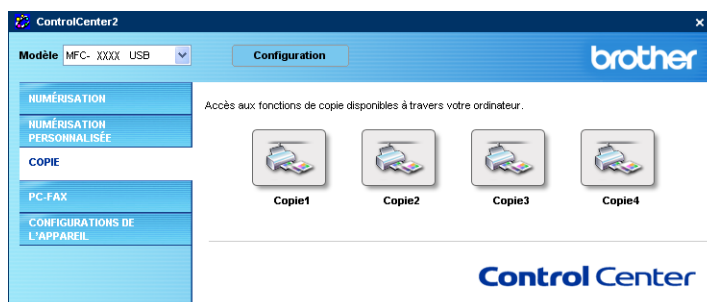 ControlCenter2
Modèle MFC- XXXX USB Configuration
brother
NUMÉRISATION
NUMÉRISATION
PERSONNALISÉE
COPIE
PC-FAX
CONFIGURATIONS DE
L'APPAREIL
Accès aux fonctions de copie disponibles à travers votre ordinateur.
Copie1 Copie2 Copie3 Copie4
Control Center